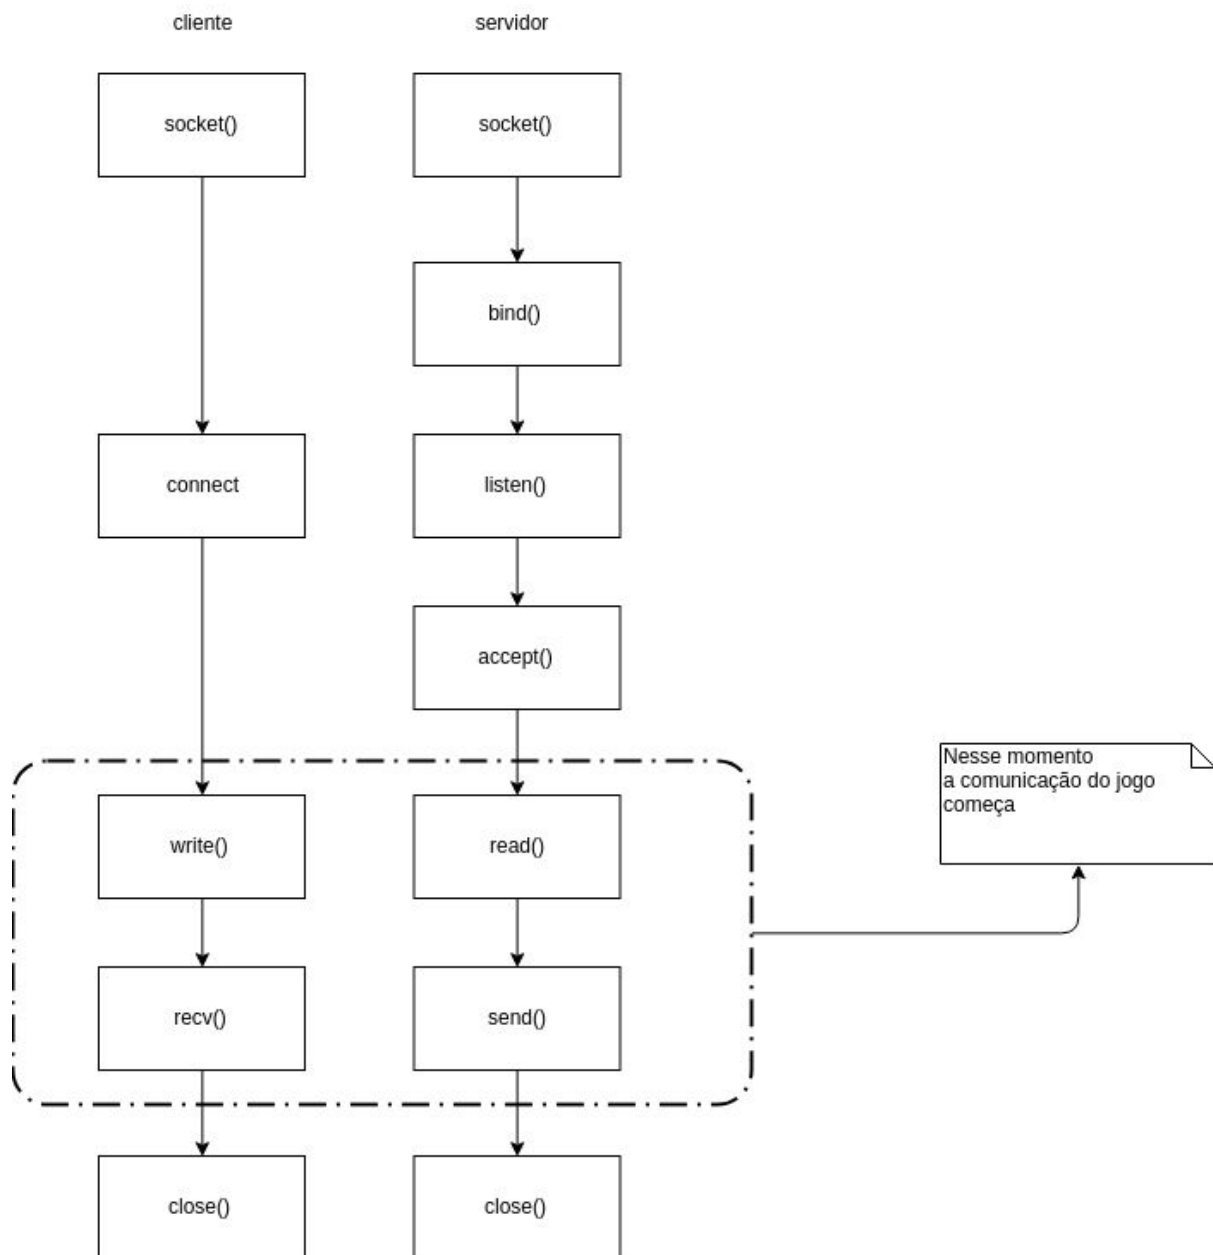 cliente
servidor
socket()
socket()
bind()
connect
listen()
accept()
Nesse momento
a comunicação do jogo
começa
write()
read()
recv()
send()
close()
close()